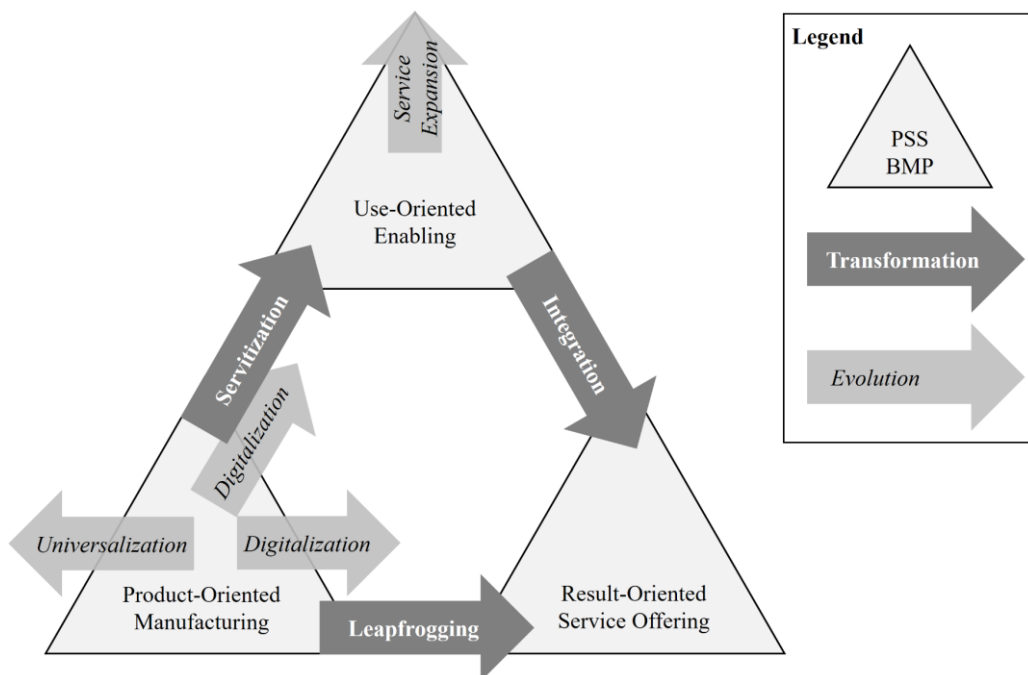 Service
Expansion
Use-Oriented
Enabling
Servitization
Integration
Digitalization
Universalization
Digitalization
Product-Oriented
Manufacturing
Leapfrogging
Result-Oriented
Service Offering
Legend
PSS
BMP
Transformation
Evolution